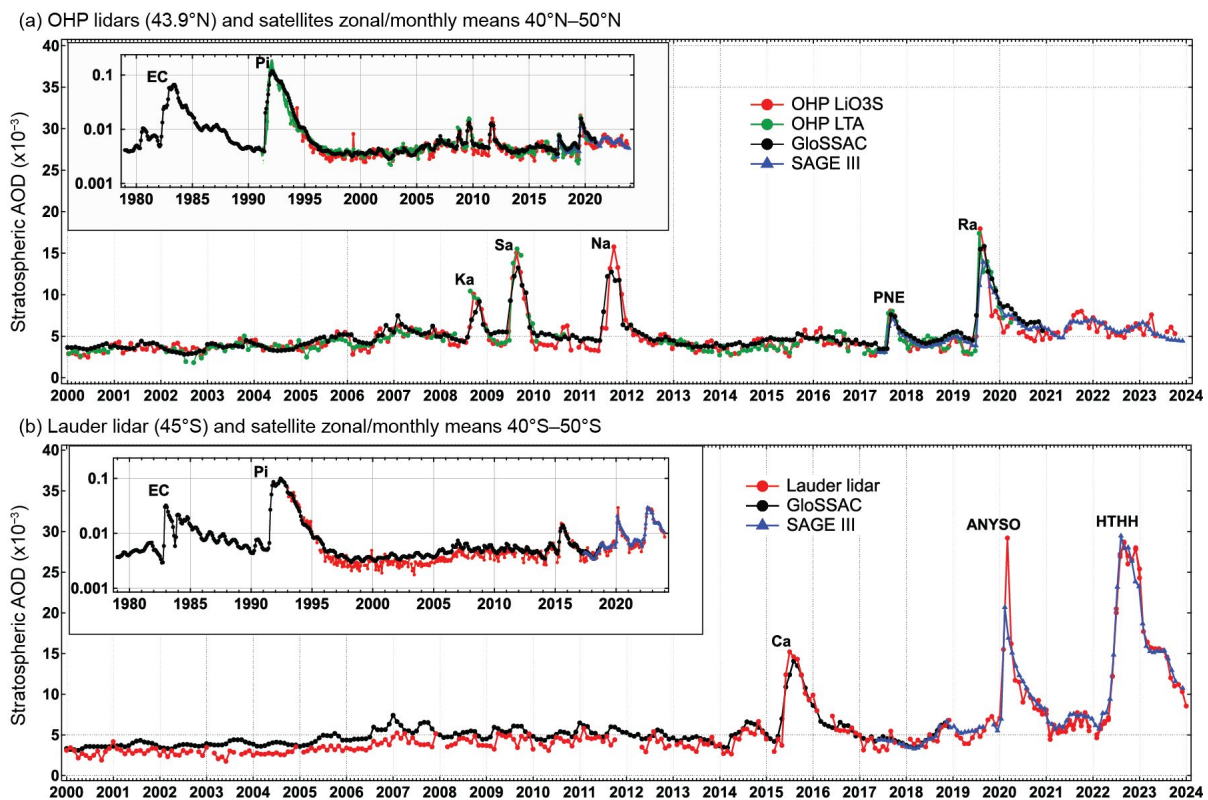 (a) OHP lidars (43.9°N) and satellites zonal/monthly means 40°N–50°N
Stratospheric AOD (x10⁻³)
40
35
30
25
20
15
10
5
0
0.1
0.01
0.001
EC
Pi
1980 1985 1990 1995 2000 2005 2010 2015 2020
OHP LiO3S
OHP LTA
GloSSAC
SAGE III
Ka
Sa
Na
PNE
Ra
2000 2001 2002 2003 2004 2005 2006 2007 2008 2009 2010 2011 2012 2013 2014 2015 2016 2017 2018 2019 2020 2021 2022 2023 2024
(b) Lauder lidar (45°S) and satellite zonal/monthly means 40°S–50°S
Stratospheric AOD (x10⁻³)
40
35
30
25
20
15
10
5
0
0.1
0.01
0.001
EC
Pi
1980 1985 1990 1995 2000 2005 2010 2015 2020
Lauder lidar
GloSSAC
SAGE III
Ca
ANYSO
HTHH
2000 2001 2002 2003 2004 2005 2006 2007 2008 2009 2010 2011 2012 2013 2014 2015 2016 2017 2018 2019 2020 2021 2022 2023 2024